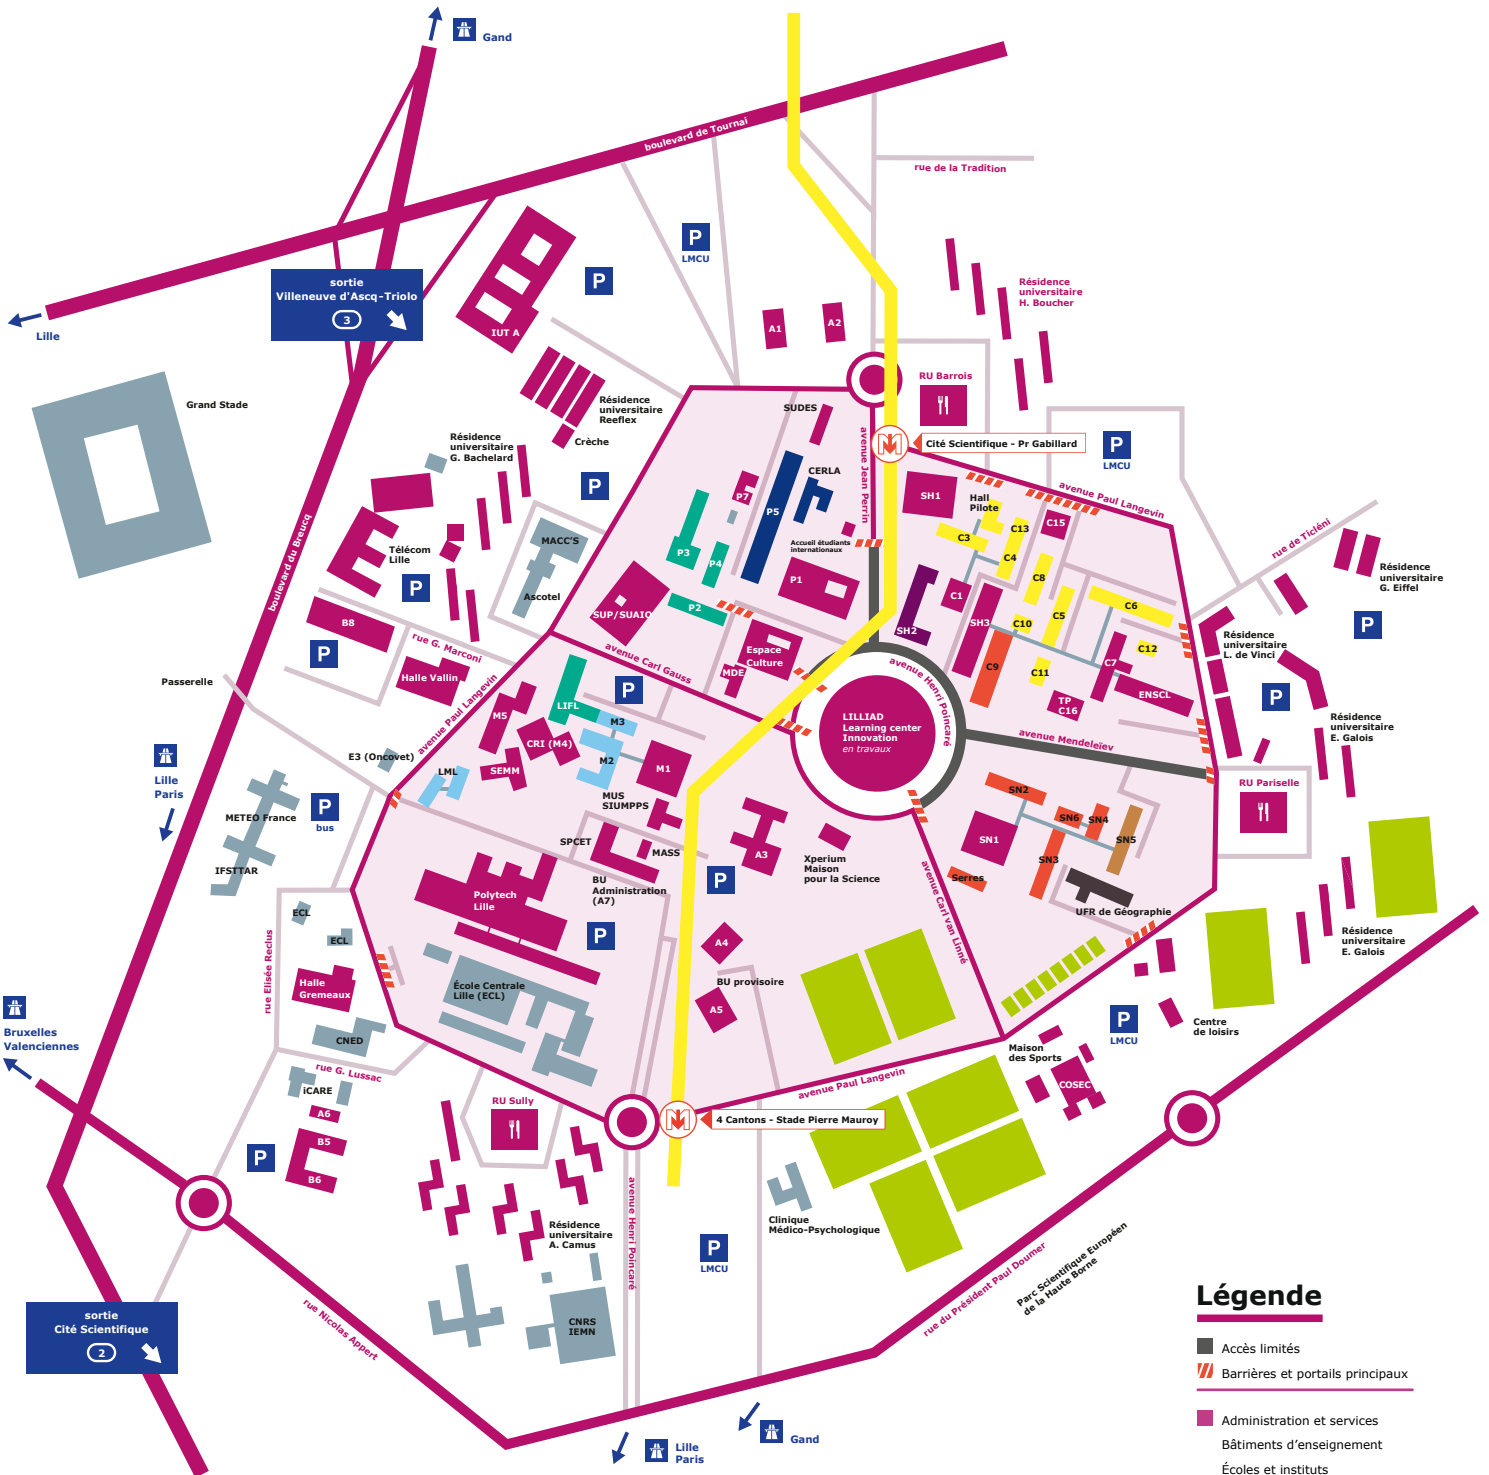 Gand
boulevard de Tournai
rue de la Tradition
P
LMCU
P
sortie
Villeneuve d'Ascq-Triolo
3
Lille
IUT A
A1
A2
Résidence
universitaire
H. Boucher
RU Barrois
Grand Stade
Résidence
universitaire
Reeflex
Crèche
SUDES
Cité Scientifique - Pr Gabillard
P
LMCU
Résidence
universitaire
G. Bachelard
P
CERLA
avenue Jean Perrin
avenue Paul Langevin
P7
P5
SH1
Hall
Pilote
C15
C13
C3
C4
boulevard du Breucq
Télécom
Lille
P
MACC'S
Ascotel
P3
P4
Accueil étudiants
internationaux
P1
rue de Ticléni
Résidence
universitaire
G. Eiffel
P
C8
C1
C6
C5
C10
SH3
SH2
P2
SUP/SUAIO
B8
P
rue G. Marconi
Halle Vallin
Passerelle
avenue Carl Gauss
Espace
Culture
MDE
C9
C7
C12
C11
TP
C16
ENSCL
Résidence
universitaire
L. de Vinci
P
avenue Paul Langevin
M5
LIFL
P
M3
CRI (M4)
M2
M1
SEMM
LML
E3 (Oncovet)
avenue Henri Poincaré
LILLIAD
Learning center
Innovation
en travaux
avenue Mendeleïev
Résidence
universitaire
E. Galois
RU Pariselle
Lille
Paris
METEO France
P
bus
IFSTTAR
MUS
SIUMPPS
SPCET
MASS
BU
Administration
(A7)
A3
P
Xperium
Maison
pour la Science
SN2
SN6
SN4
SN1
SN3
SN5
Serres
UFR de Géographie
Polytech
Lille
P
ECL
ECL
rue Elisée Reclus
Halle
Gremeaux
CNED
École Centrale
Lille (ECL)
A4
BU provisoire
A5
avenue Carl van Linné
Résidence
universitaire
E. Galois
P
LMCU
Centre
de loisirs
Maison
des Sports
COSEC
Bruxelles
Valenciennes
rue G. Lussac
iCARE
A6
B5
B6
P
RU Sully
avenue Paul Langevin
4 Cantons - Stade Pierre Mauroy
Résidence
universitaire
A. Camus
avenue Henri Poincaré
P
LMCU
Clinique
Médico-Psychologique
CNRS
IEMN
rue Nicolas Appert
rue du Président Paul Doumer
Parc Scientifique Européen
de la Haute Borne
sortie
Cité Scientifique
2
Lille
Paris
Gand
Légende
Accès limités
Barrières et portails principaux
Administration et services
Bâtiments d'enseignement
Écoles et instituts